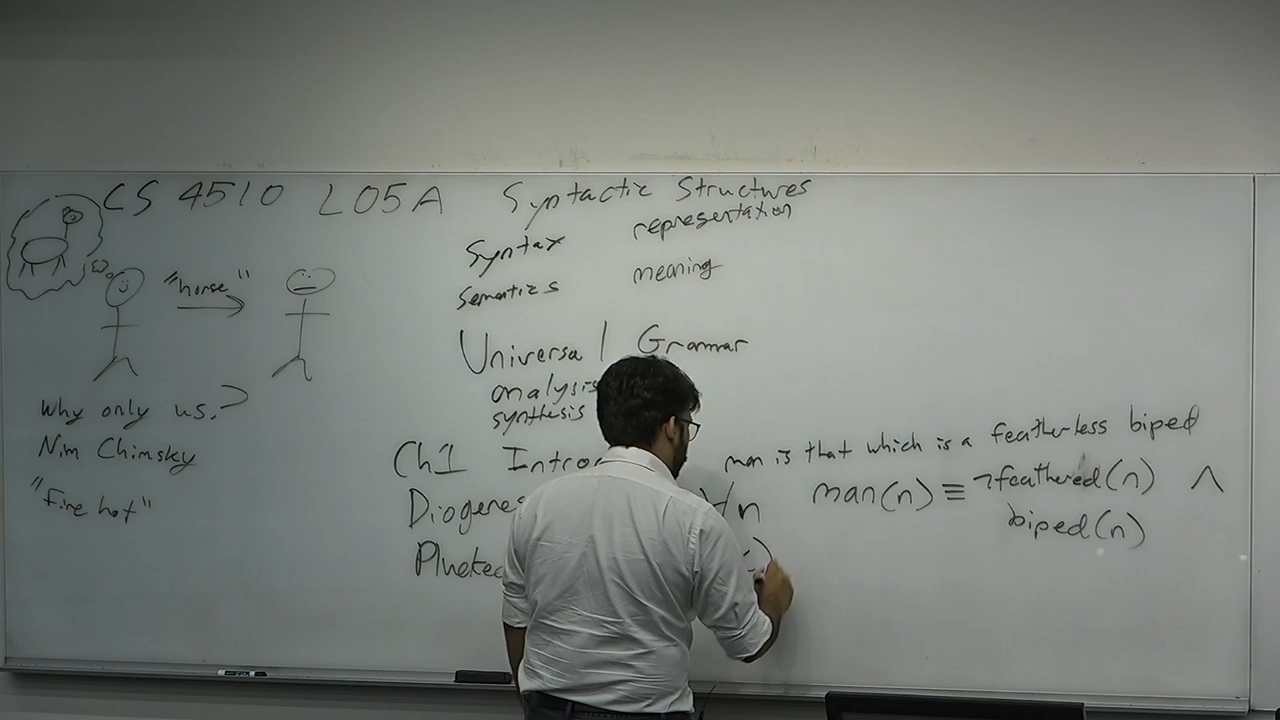 CS 4510 L05A Syntactic Structures
Syntax representation
Semantics meaning
"horse"
Universal Grammar
analysis
synthesis
Why only us?
Nim Chimsky
"Fire hot"
Ch1 Intro
man is that which is a featherless biped
Diogenes ∀n man(n) ≡ ¬feathered(n) ∧
biped(n)